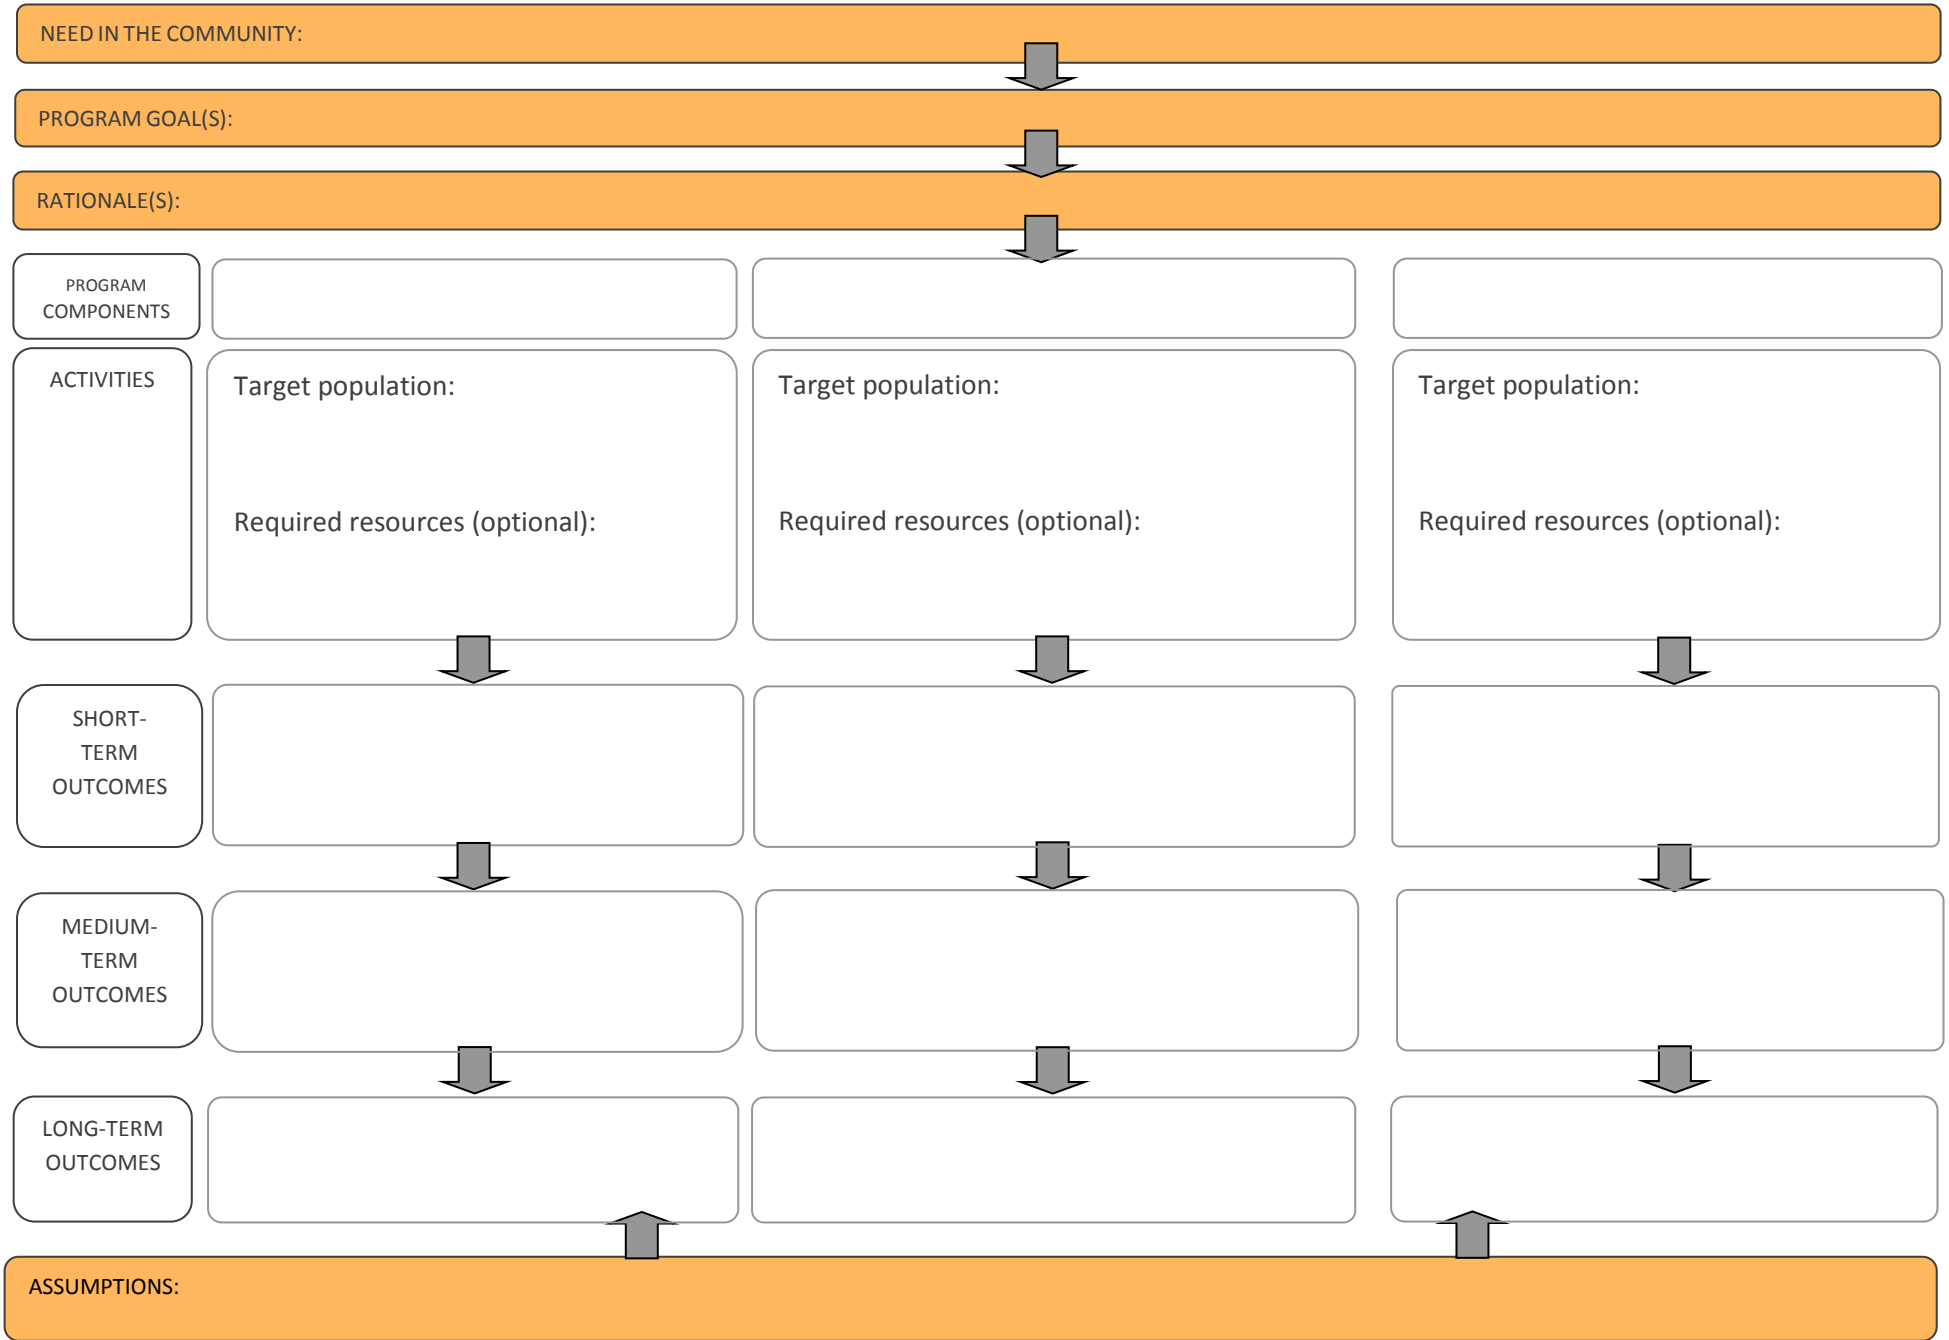 NEED IN THE COMMUNITY:
PROGRAM GOAL(S):
RATIONALE(S):
PROGRAM
COMPONENTS
ACTIVITIES
Target population:
Required resources (optional):
Target population:
Required resources (optional):
Target population:
Required resources (optional):
SHORT-
TERM
OUTCOMES
MEDIUM-
TERM
OUTCOMES
LONG-TERM
OUTCOMES
ASSUMPTIONS: